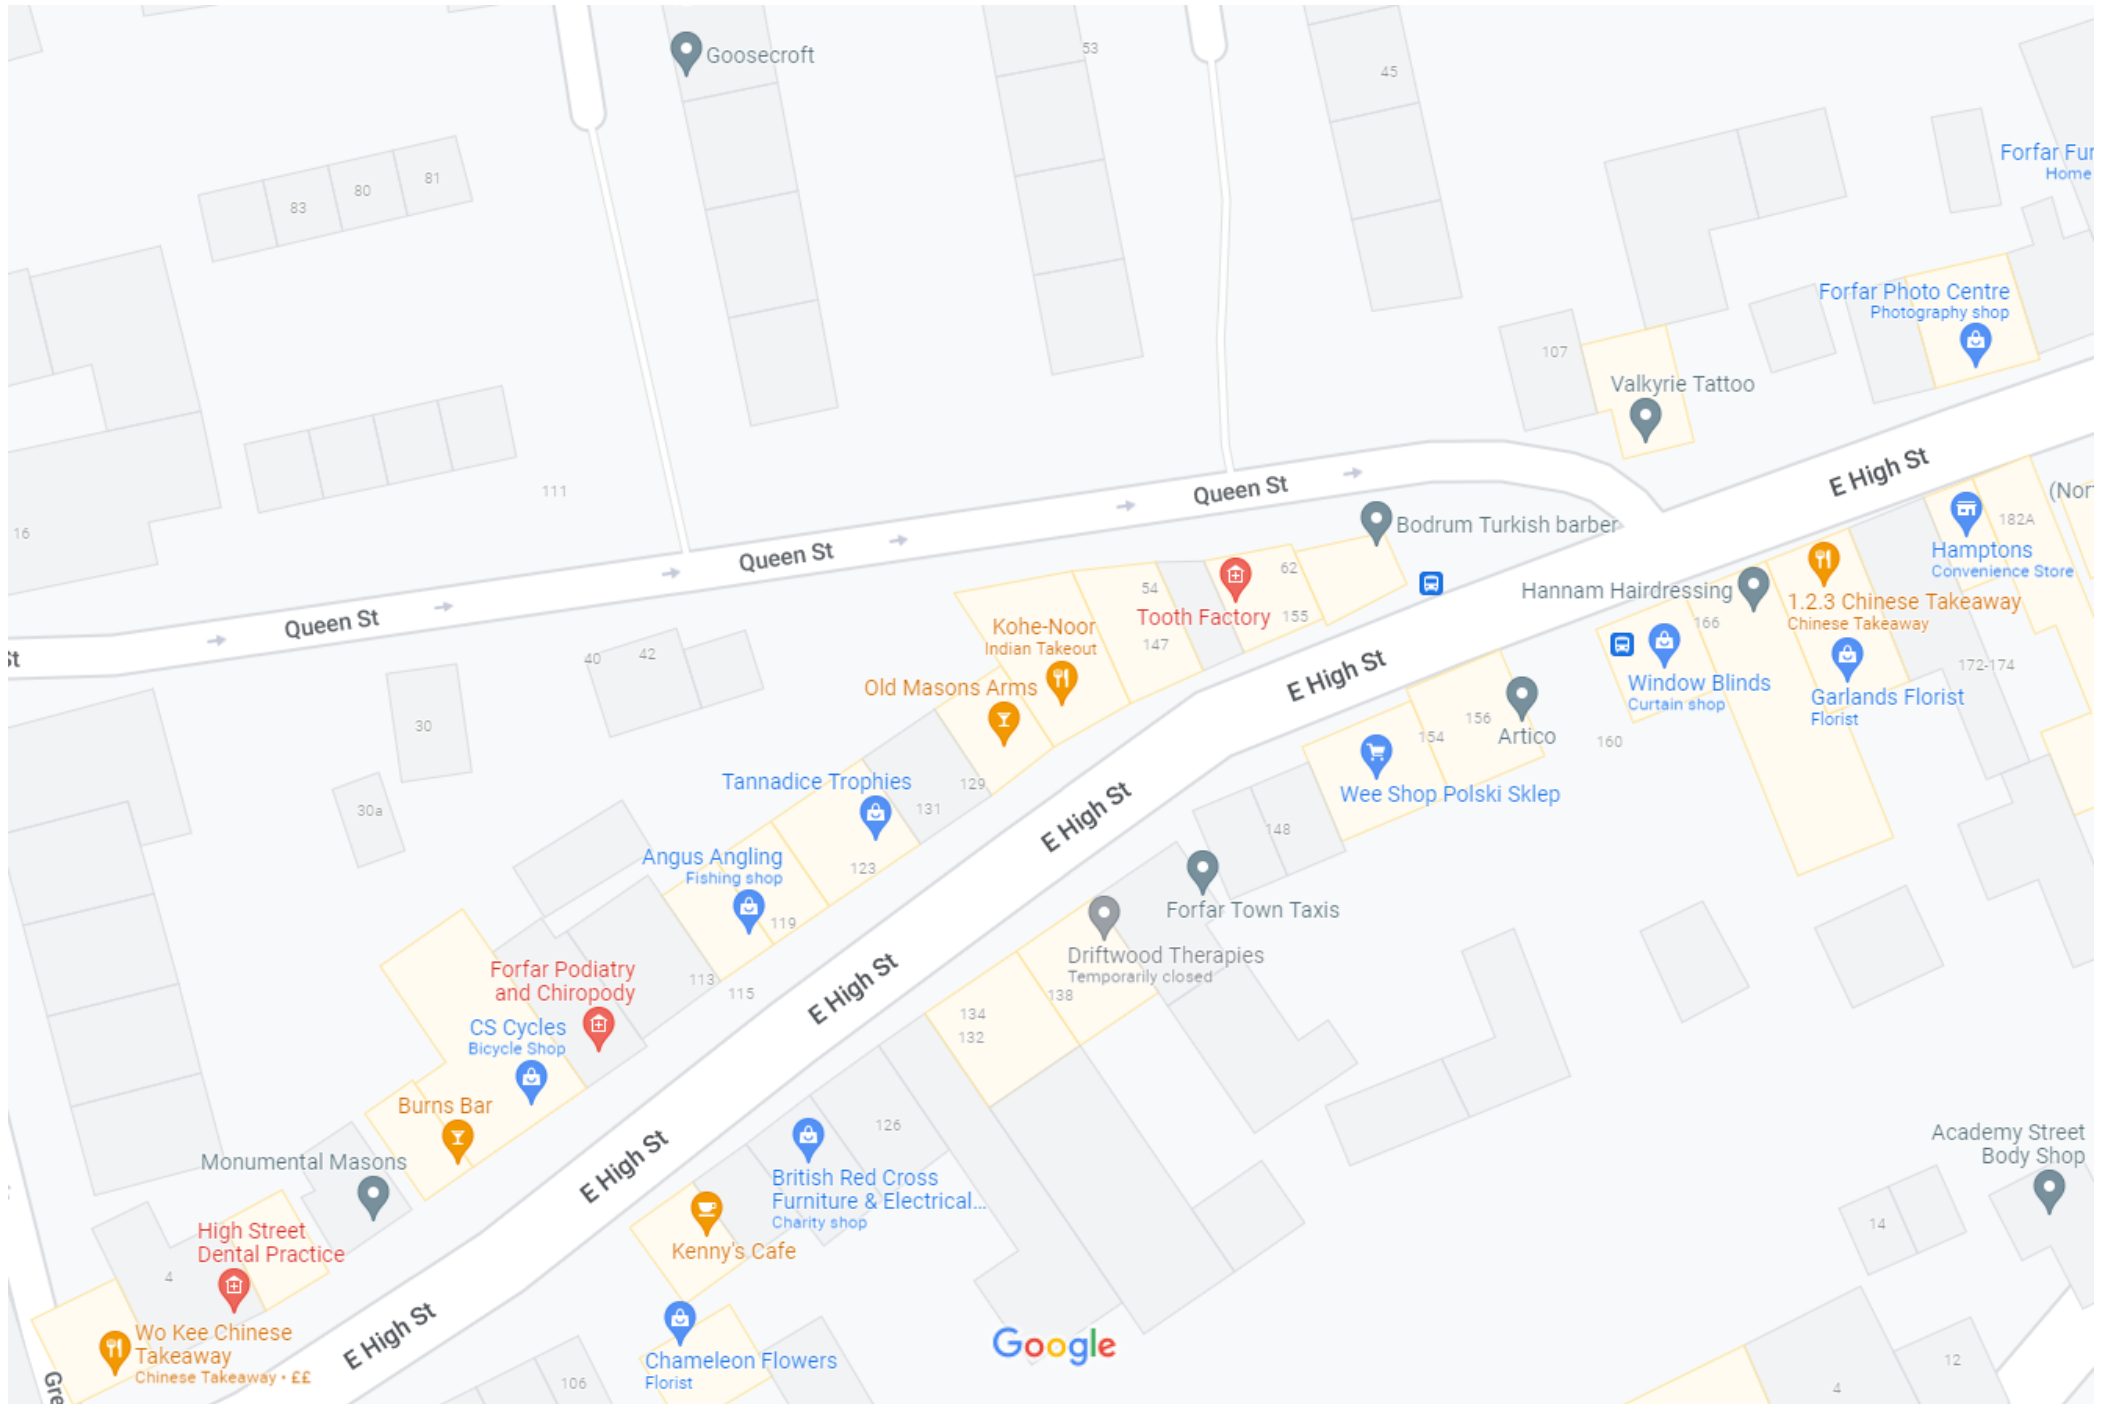 Goosecroft
53
45
83
80
81
Forfar Fur
Home
Forfar Photo Centre
Photography shop
107
Valkyrie Tattoo
E High St
111
16
Queen St
Queen St
Queen St
St
Bodrum Turkish barber
(Nor
182A
Hamptons
Convenience Store
62
54
Tooth Factory
155
147
Hannam Hairdressing
1.2.3 Chinese Takeaway
Chinese Takeaway
166
Kohe-Noor
Indian Takeout
40
42
E High St
172-174
Window Blinds
Curtain shop
Garlands Florist
Florist
Old Masons Arms
30
156
154
Artico
160
Tannadice Trophies
129
131
Wee Shop Polski Sklep
30a
E High St
148
Angus Angling
Fishing shop
123
119
Forfar Town Taxis
Driftwood Therapies
Temporarily closed
Forfar Podiatry
and Chiropody
113
115
E High St
138
134
132
CS Cycles
Bicycle Shop
Burns Bar
126
Monumental Masons
E High St
British Red Cross
Furniture & Electrical...
Charity shop
Academy Street
Body Shop
14
High Street
Dental Practice
Kenny's Cafe
4
Wo Kee Chinese
Takeaway
Chinese Takeaway • ££
E High St
Chameleon Flowers
Florist
Google
106
12
4
Gre